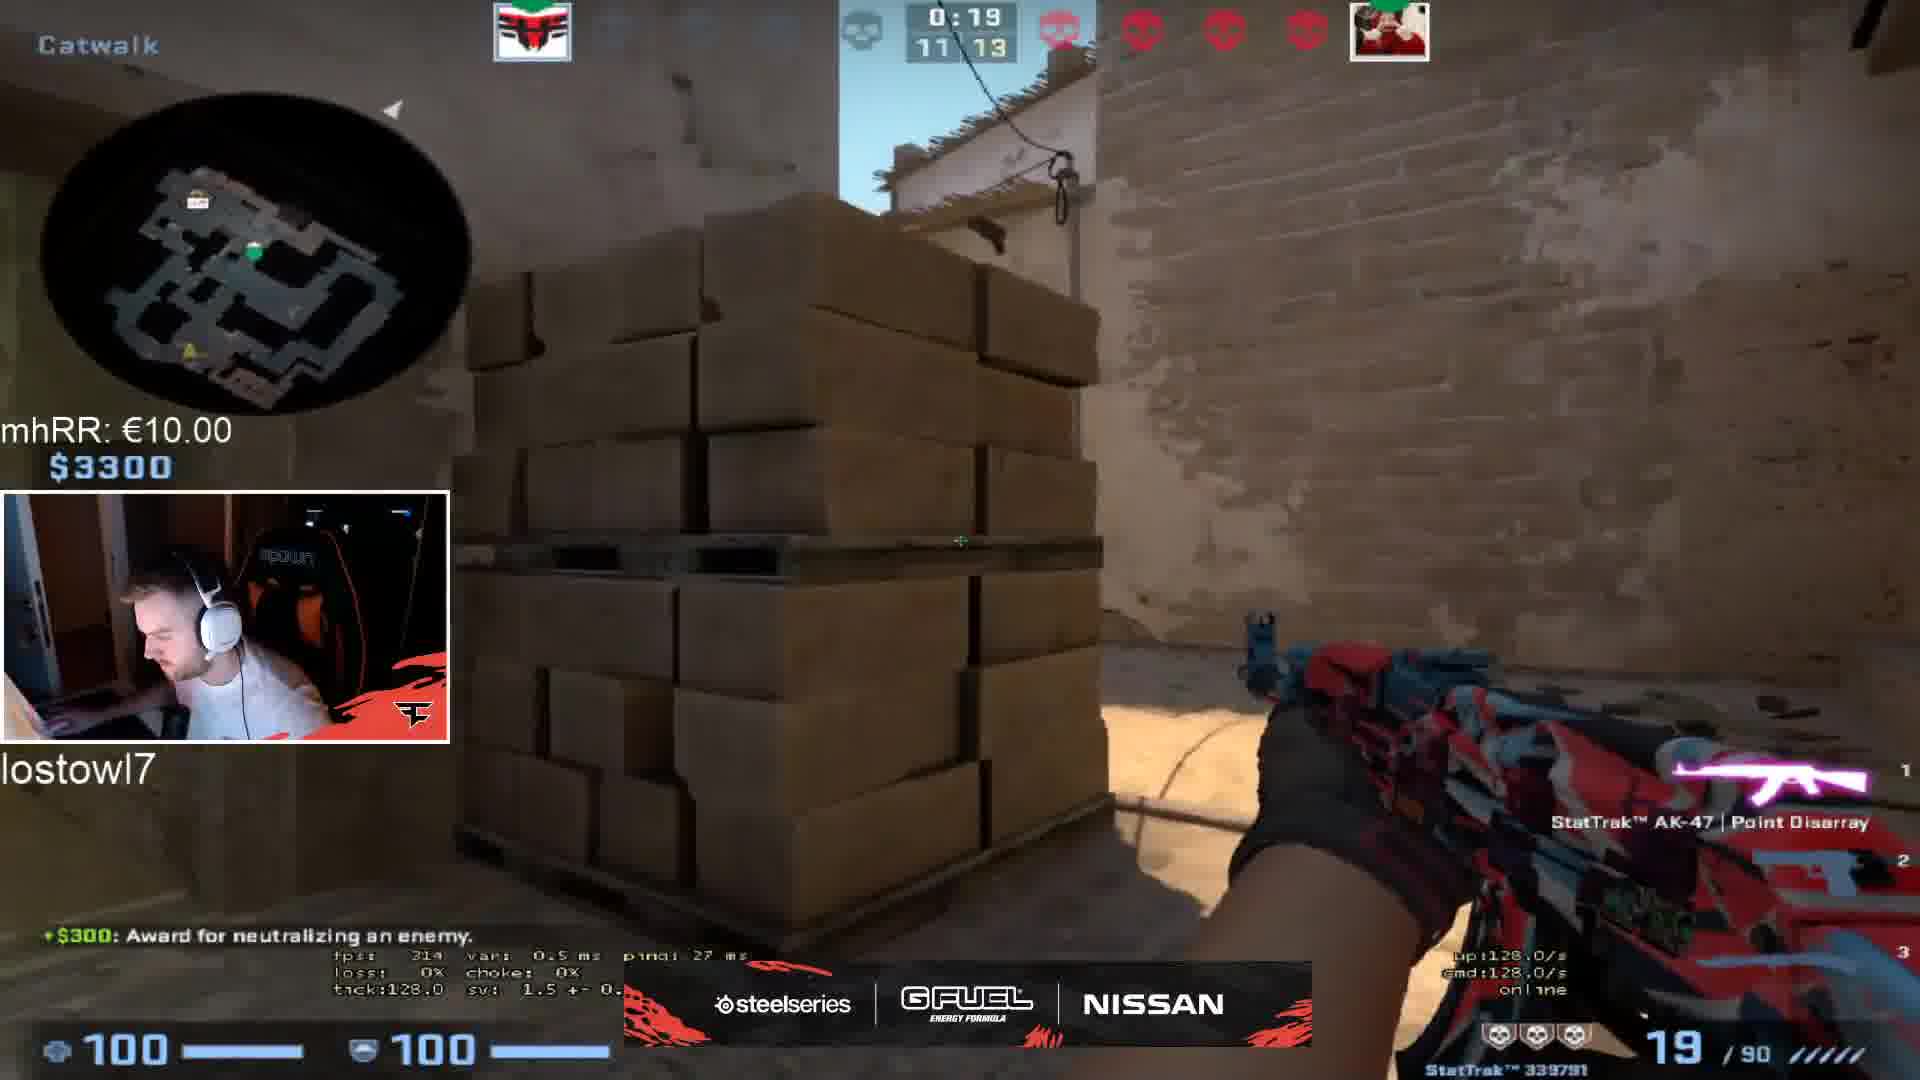 Catwalk
0:19
11 13
A
mhRR: €10.00
$3300
spawn
lostowl7
1
StatTrak™ AK-47 | Point Disarray
2
3
+$300: Award for neutralizing an enemy.
fps: 314 var: 0.5 ms ping: 27 ms
loss: 0% choke: 0%
tick:128.0 sv: 1.5 +- 0.
up:128.0/s
cmd:128.0/s
online
steelseries
GFUEL
ENERGY FORMULA
NISSAN
100
100
19 / 90
StatTrak™ 339791